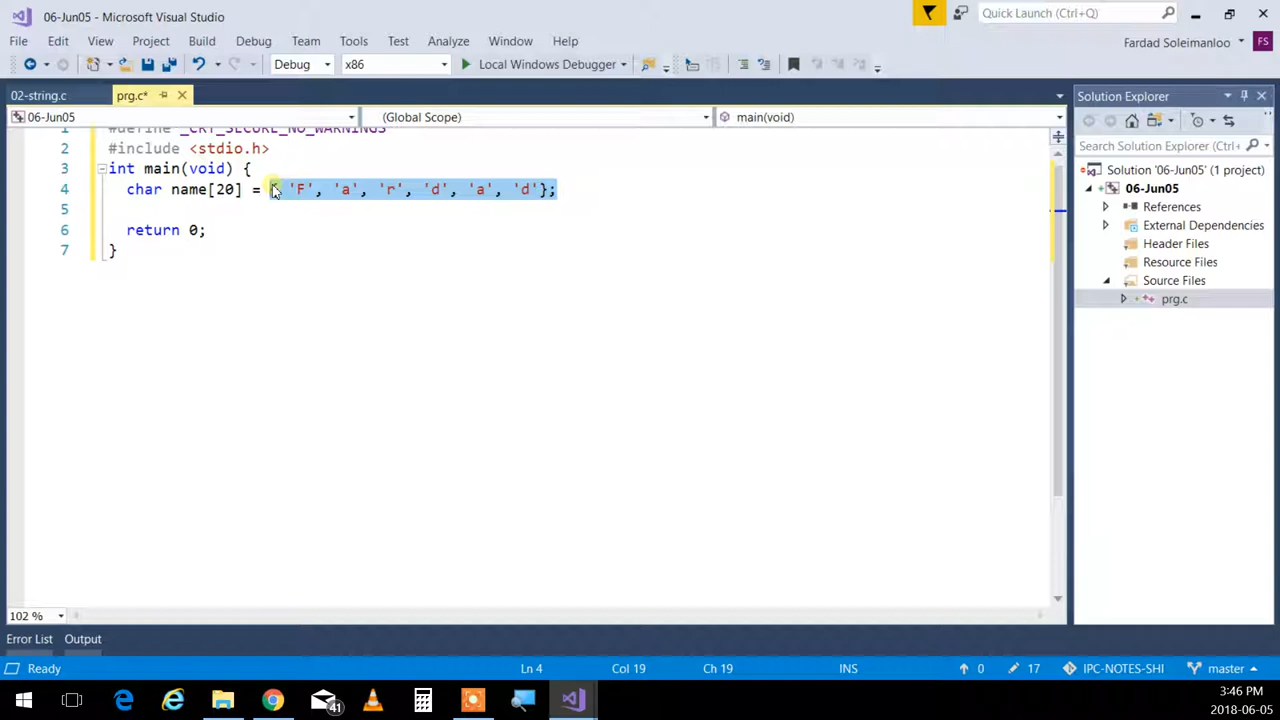 06-Jun05 - Microsoft Visual Studio
Quick Launch (Ctrl+Q)
File Edit View Project Build Debug Team Tools Test Analyze Window Help
Fardad Soleimanloo FS
Debug x86 Local Windows Debugger
02-string.c prg.c*
Solution Explorer
06-Jun05 (Global Scope) main(void)
Search Solution Explorer (Ctrl+;)
1 #define _CRT_SECURE_NO_WARNINGS
2 #include <stdio.h>
3 int main(void) {
4 char name[20] = { 'F', 'a', 'r', 'd', 'a', 'd'};
5
6 return 0;
7 }
Solution '06-Jun05' (1 project)
06-Jun05
References
External Dependencies
Header Files
Resource Files
Source Files
prg.c
102 %
Error List Output
Ready Ln 4 Col 19 Ch 19 INS 0 17 IPC-NOTES-SHI master
41
3:46 PM
2018-06-05